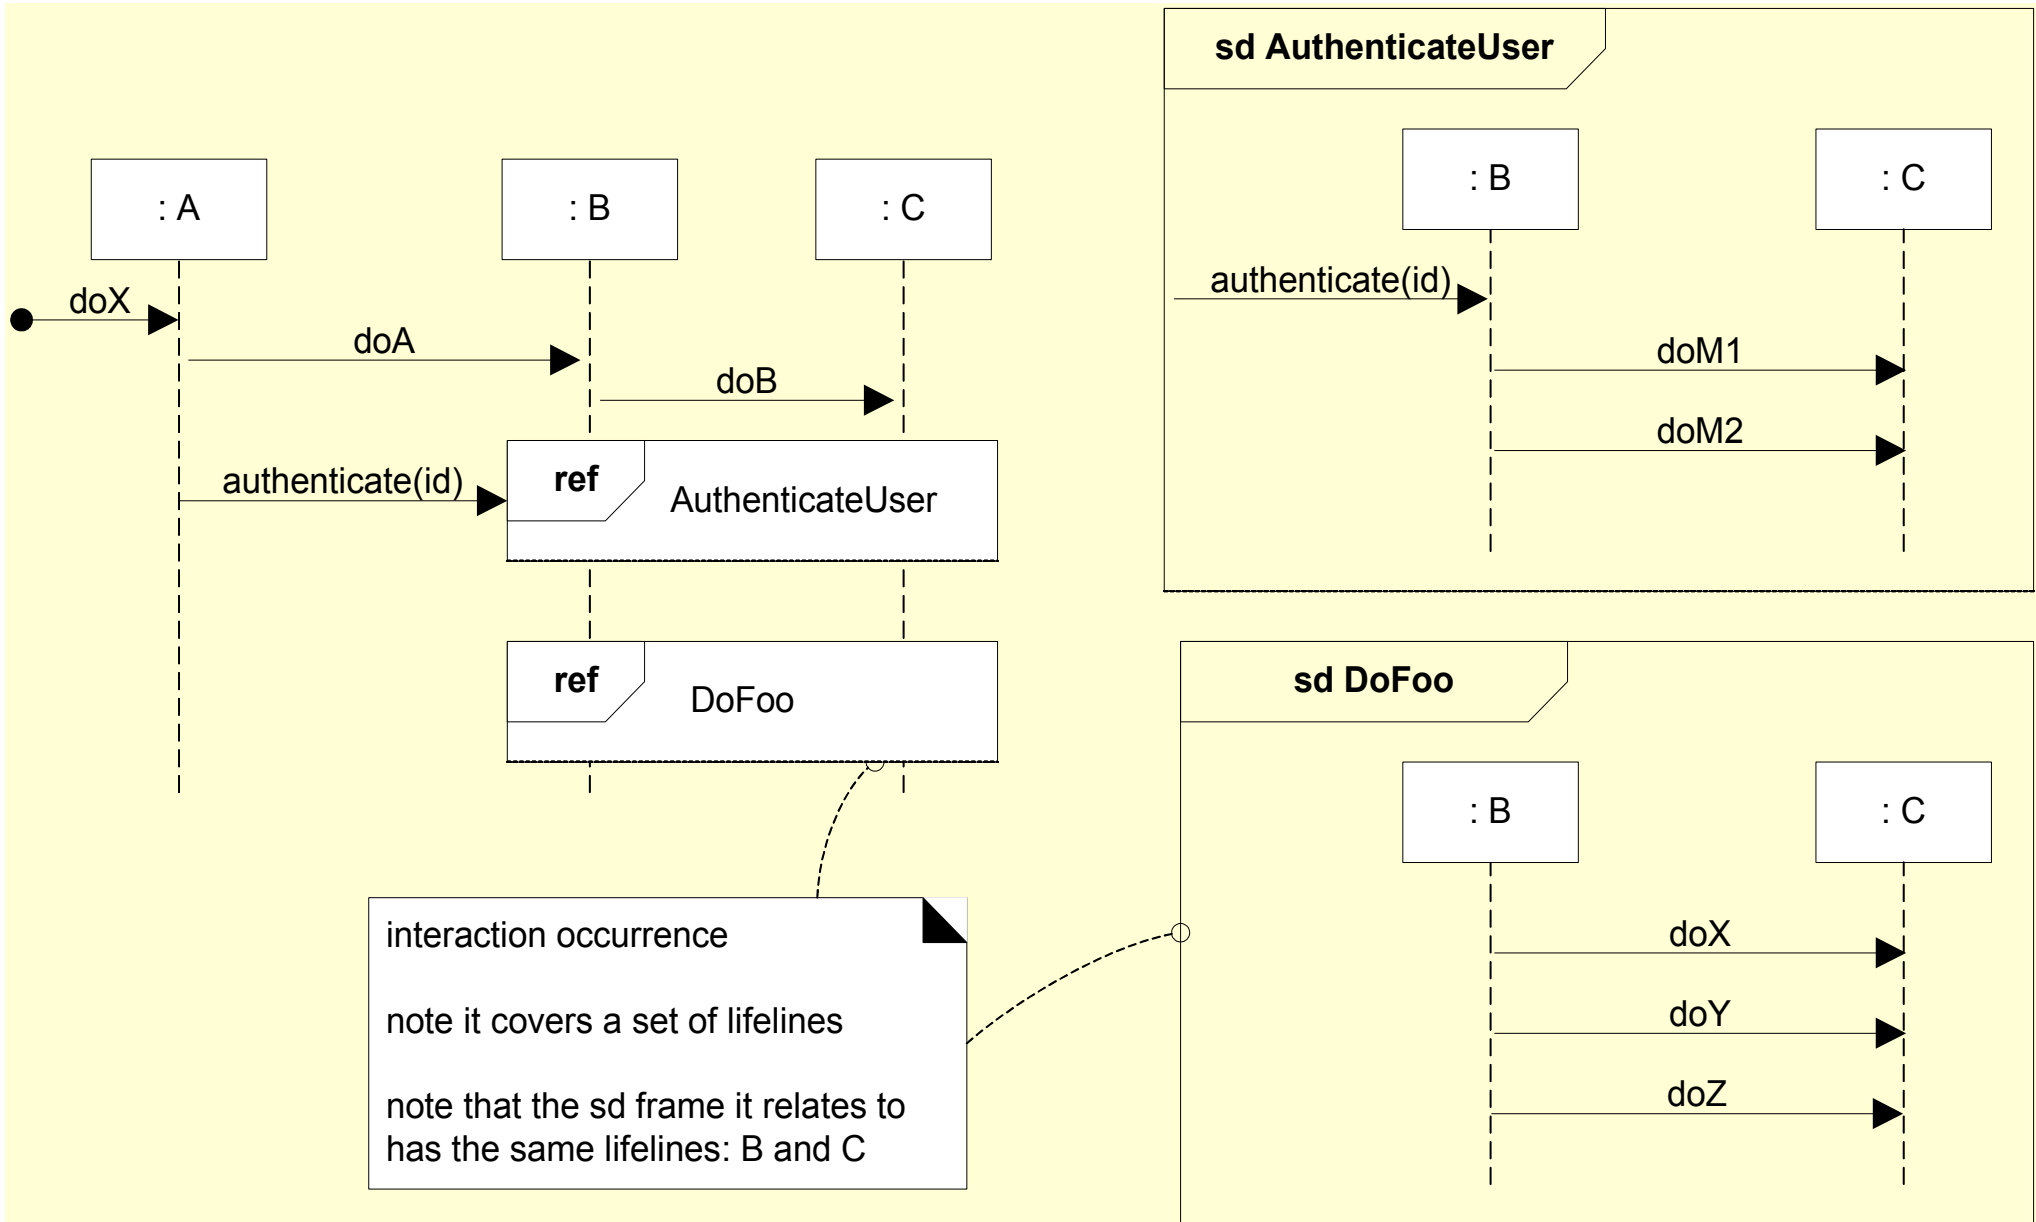 sd AuthenticateUser
: A
: B
: C
doX
doA
doB
authenticate(id)
ref
AuthenticateUser
ref
DoFoo
interaction occurrence
note it covers a set of lifelines
note that the sd frame it relates to
has the same lifelines: B and C
: B
: C
authenticate(id)
doM1
doM2
sd DoFoo
: B
: C
doX
doY
doZ